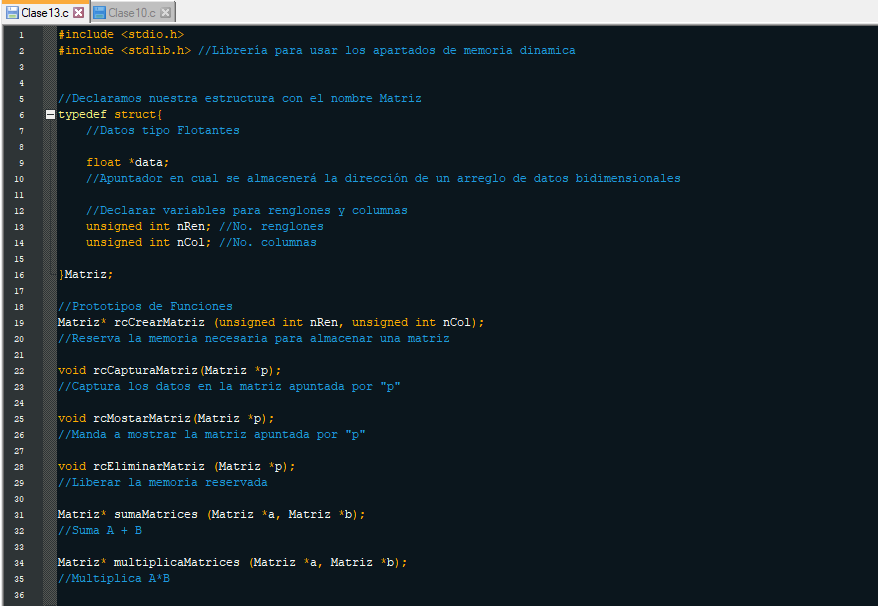 Clase13.c Clase10.c
1 #include <stdio.h>
2 #include <stdlib.h> //Librería para usar los apartados de memoria dinamica
3
4
5 //Declaramos nuestra estructura con el nombre Matriz
6 typedef struct{
7 //Datos tipo Flotantes
8
9 float *data;
10 //Apuntador en cual se almacenerá la dirección de un arreglo de datos bidimensionales
11
12 //Declarar variables para renglones y columnas
13 unsigned int nRen; //No. renglones
14 unsigned int nCol; //No. columnas
15
16 }Matriz;
17
18 //Prototipos de Funciones
19 Matriz* rcCrearMatriz (unsigned int nRen, unsigned int nCol);
20 //Reserva la memoria necesaria para almacenar una matriz
21
22 void rcCapturaMatriz(Matriz *p);
23 //Captura los datos en la matriz apuntada por "p"
24
25 void rcMostarMatriz(Matriz *p);
26 //Manda a mostrar la matriz apuntada por "p"
27
28 void rcEliminarMatriz (Matriz *p);
29 //Liberar la memoria reservada
30
31 Matriz* sumaMatrices (Matriz *a, Matriz *b);
32 //Suma A + B
33
34 Matriz* multiplicaMatrices (Matriz *a, Matriz *b);
35 //Multiplica A*B
36